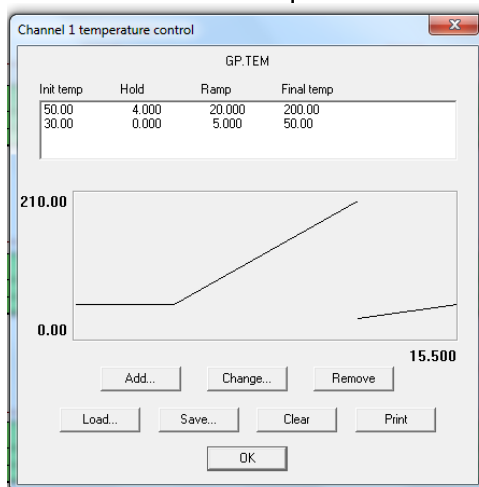 Channel 1 temperature control
GP.TEM
Init temp Hold Ramp Final temp
50.00 4.000 20.000 200.00
30.00 0.000 5.000 50.00
210.00
0.00
15.500
Add... Change... Remove
Load... Save... Clear Print
OK